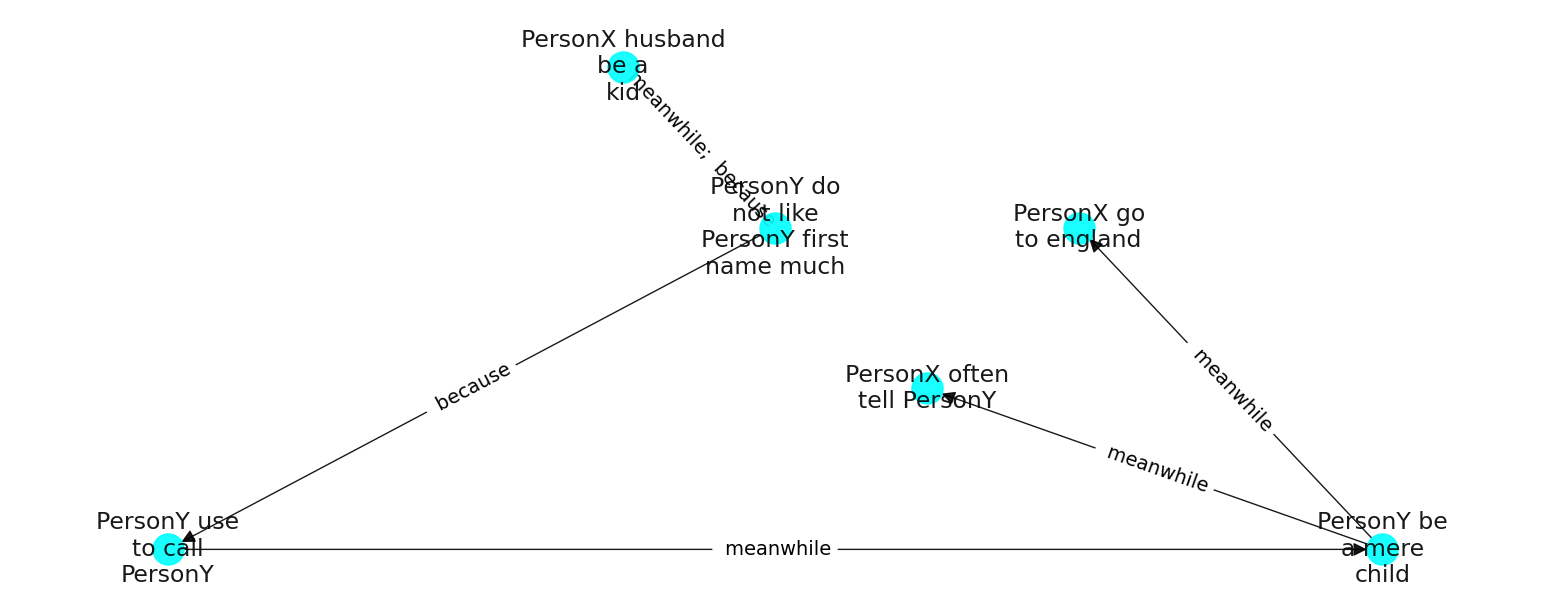 PersonX husband
be a
kid
meanwhile; because
PersonY do
not like
PersonY first
name much
PersonX go
to england
because
meanwhile
PersonX often
tell PersonY
meanwhile
PersonY use
to call
PersonY
meanwhile
PersonY be
a mere
child